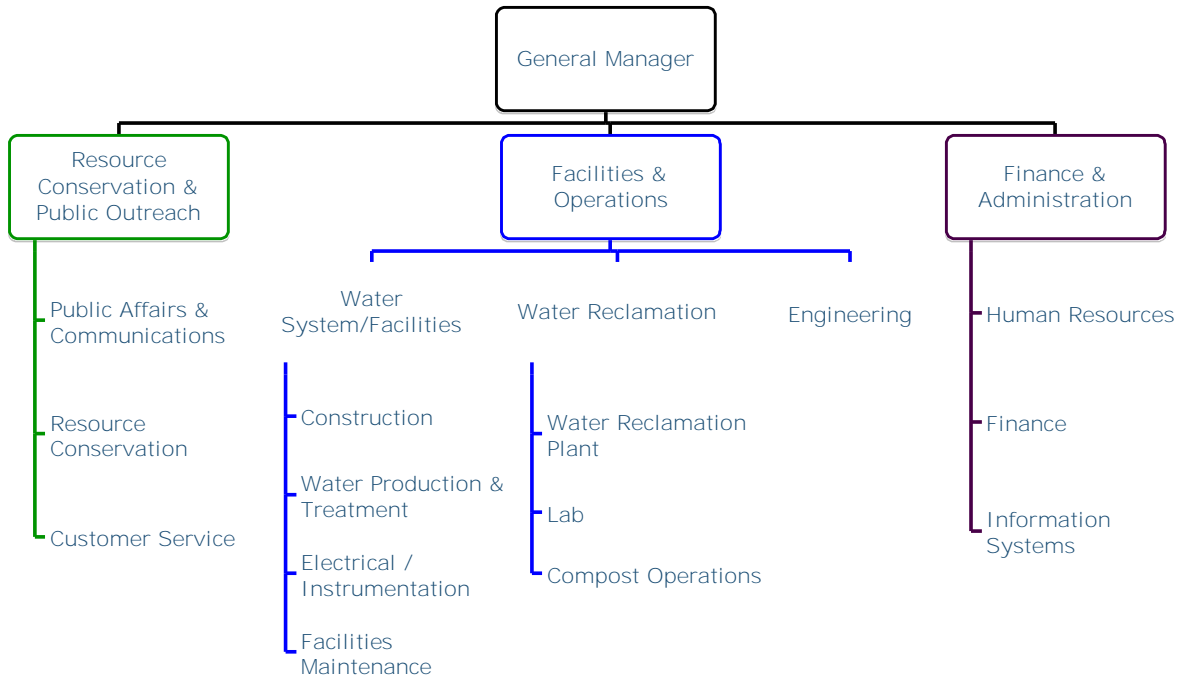 General Manager
Resource
Conservation &
Public Outreach
Facilities &
Operations
Finance &
Administration
Public Affairs &
Communications
Resource
Conservation
Customer Service
Water
System/Facilities
Construction
Water Production &
Treatment
Electrical /
Instrumentation
Facilities
Maintenance
Water Reclamation
Water Reclamation
Plant
Lab
Compost Operations
Engineering
Human Resources
Finance
Information
Systems